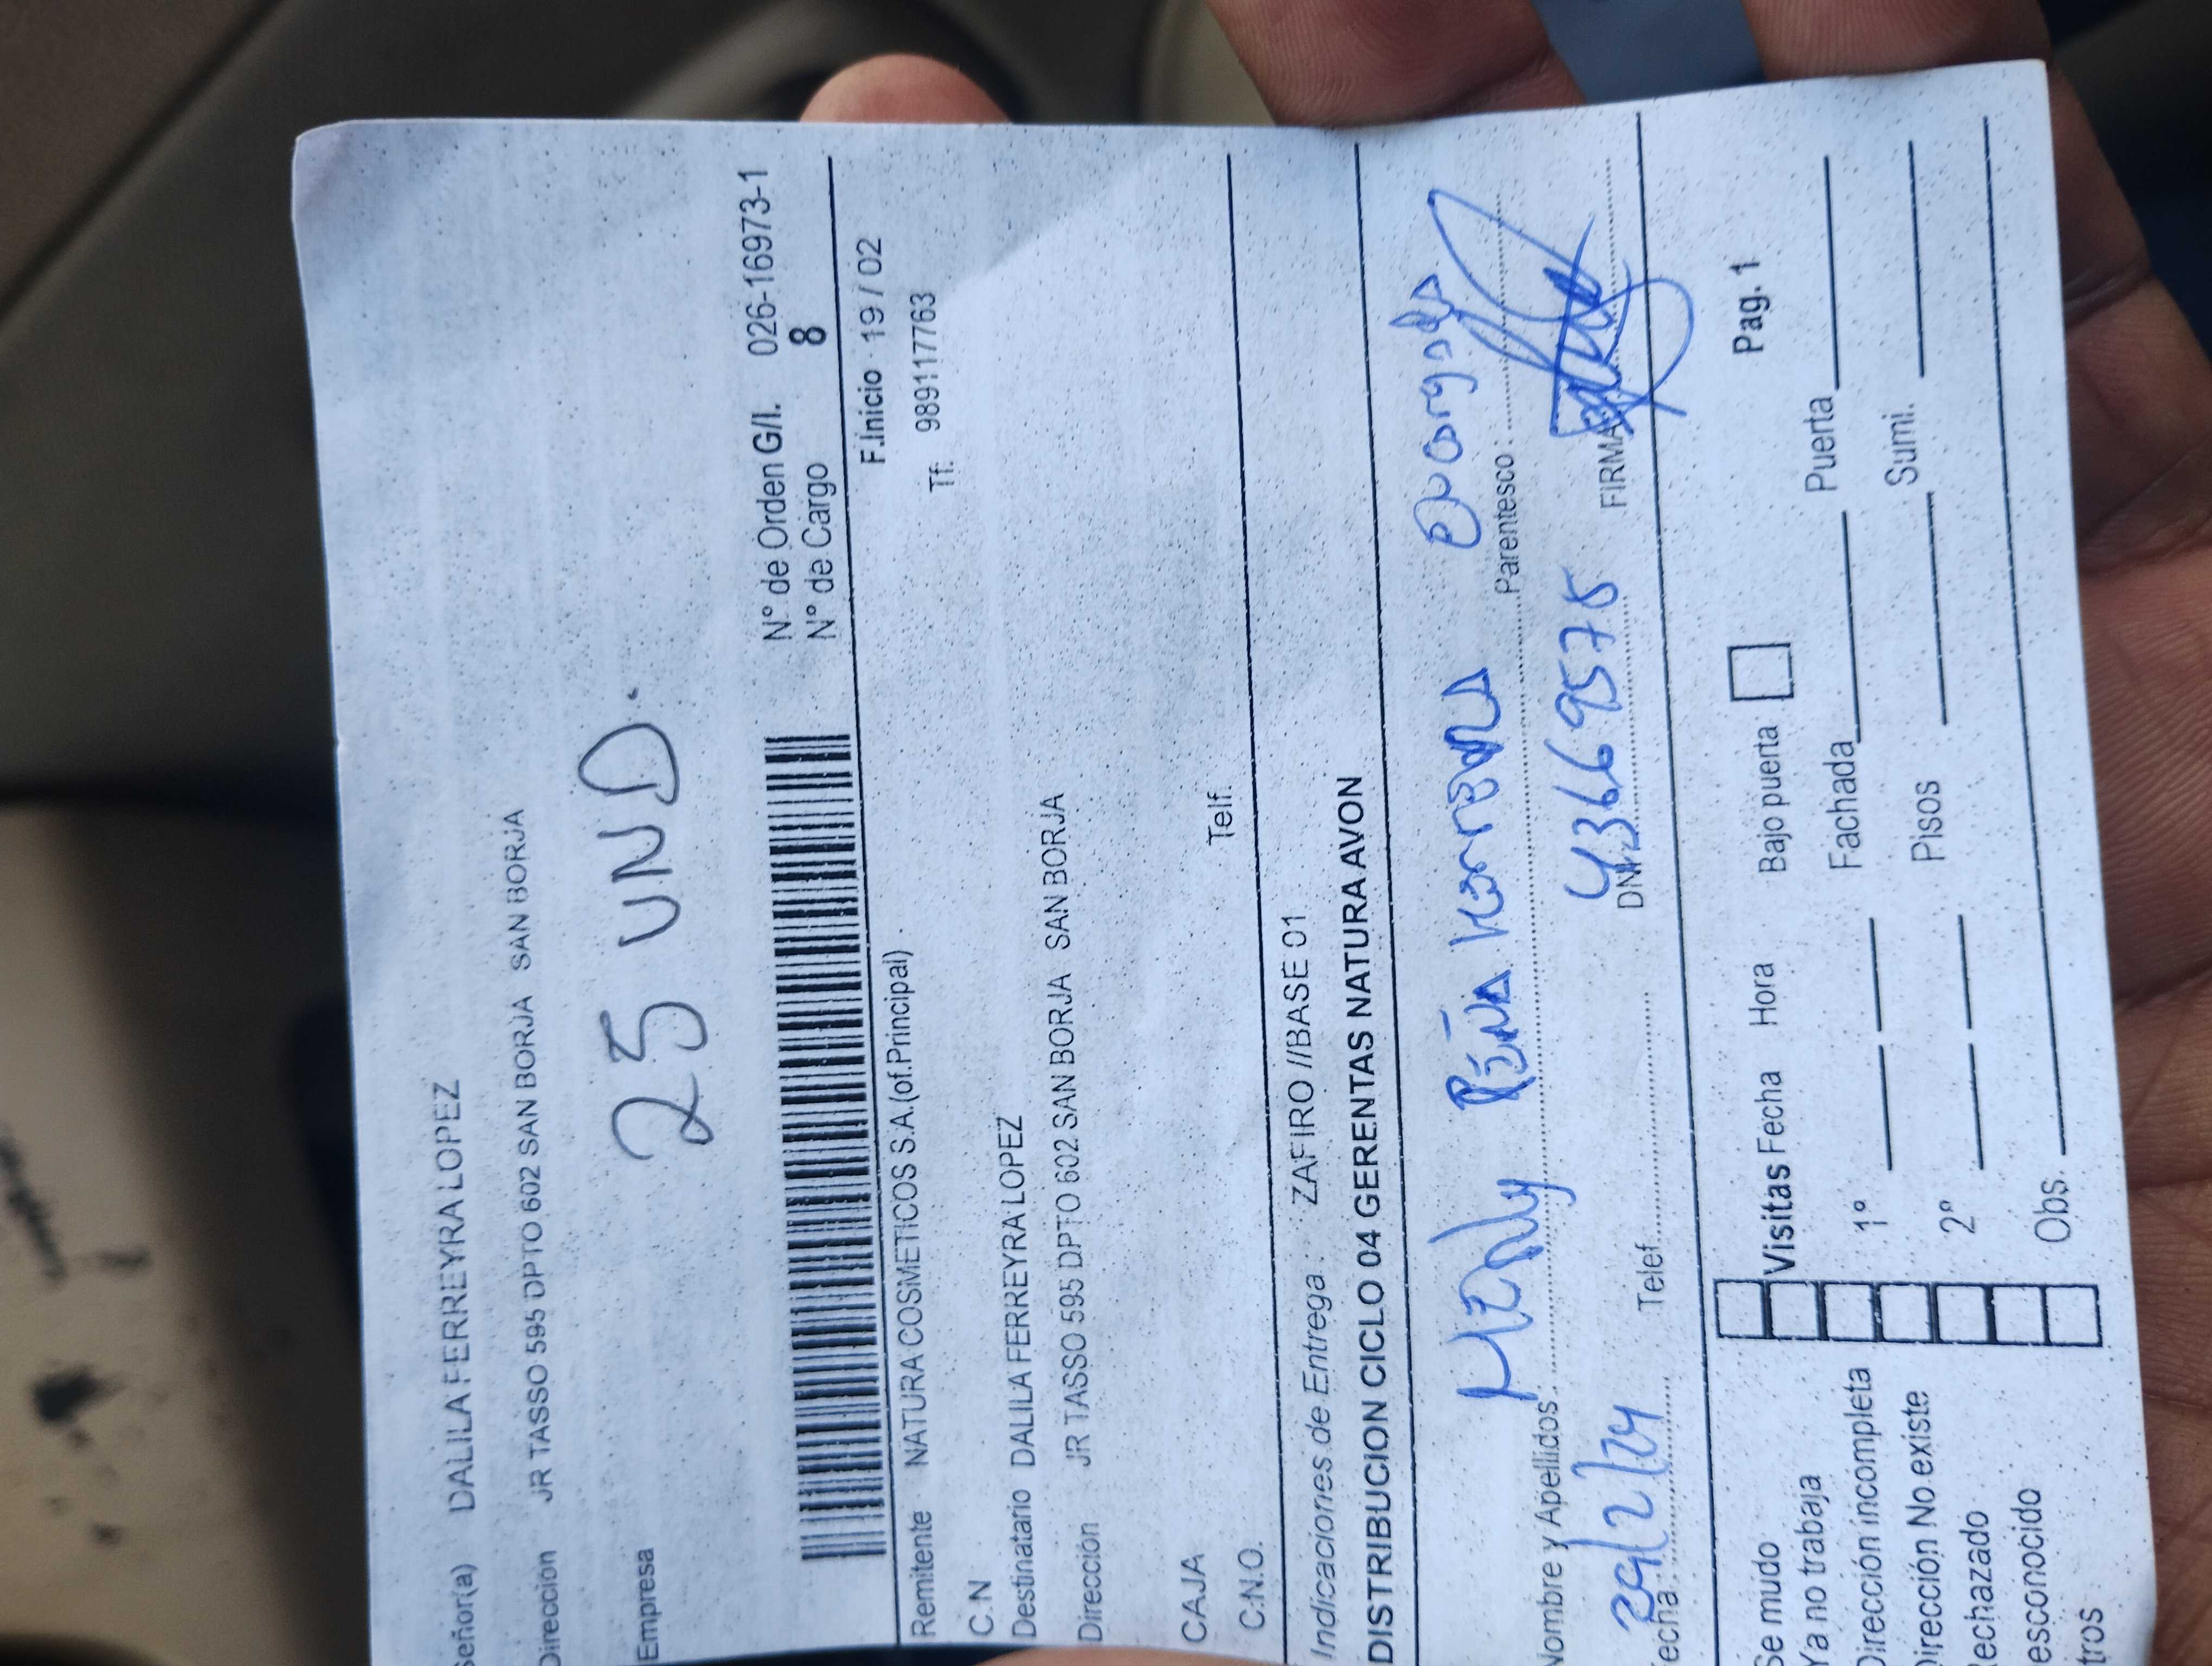 Señor(a) DALILA FERREYRA LOPEZ
Direccion JR TASSO 595 DPTO 602 SAN BORJA SAN BORJA
Empresa
25 UND.
N° de Orden G/I. 026-16973-1
N° de Cargo 8
F.Inicio 19 / 02
Remitente NATURA COSMETICOS S.A.(of.Principal)
Tf. 989117763
C.N
Destinatario DALILA FERREYRA LOPEZ
Dirección JR TASSO 595 DPTO 602 SAN BORJA SAN BORJA
CAJA
C.N.O. Telf.
Indicaciones de Entrega : ZAFIRO //BASE 01
DISTRIBUCION CICLO 04 GERENTAS NATURA AVON
Peña
Nombre y Apellidos Parentesco :
29/2/24
Fecha Telef DNI: FIRMA
Se mudo
Ya no trabaja Visitas Fecha Hora Bajo puerta Pag. 1
Dirección incompleta 1° Fachada Puerta
Dirección No existe 2° Pisos Sumi.
Rechazado
esconocido Obs.
tros